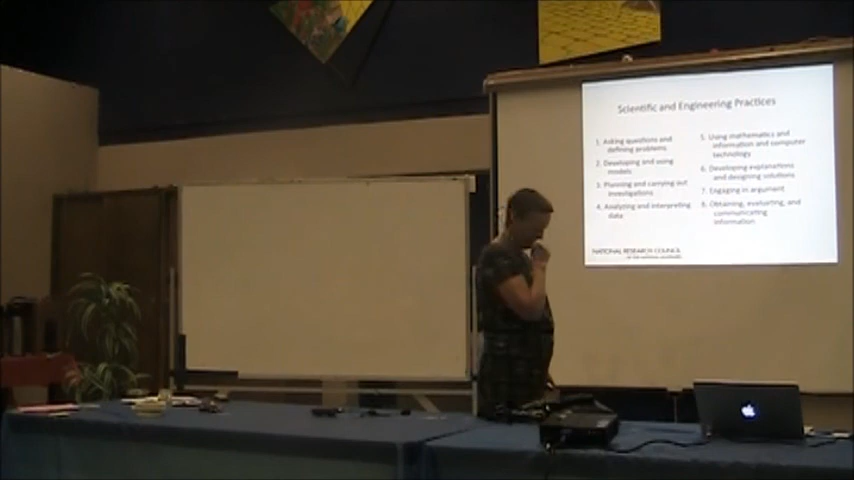 Scientific and Engineering Practices
1. Asking questions and
defining problems
2. Developing and using
models
3. Planning and carrying out
investigations
4. Analyzing and interpreting
data
5. Using mathematics and
information and computer
technology
6. Developing explanations
and designing solutions
7. Engaging in argument
8. Obtaining, evaluating, and
communicating
information
NATIONAL RESEARCH COUNCIL